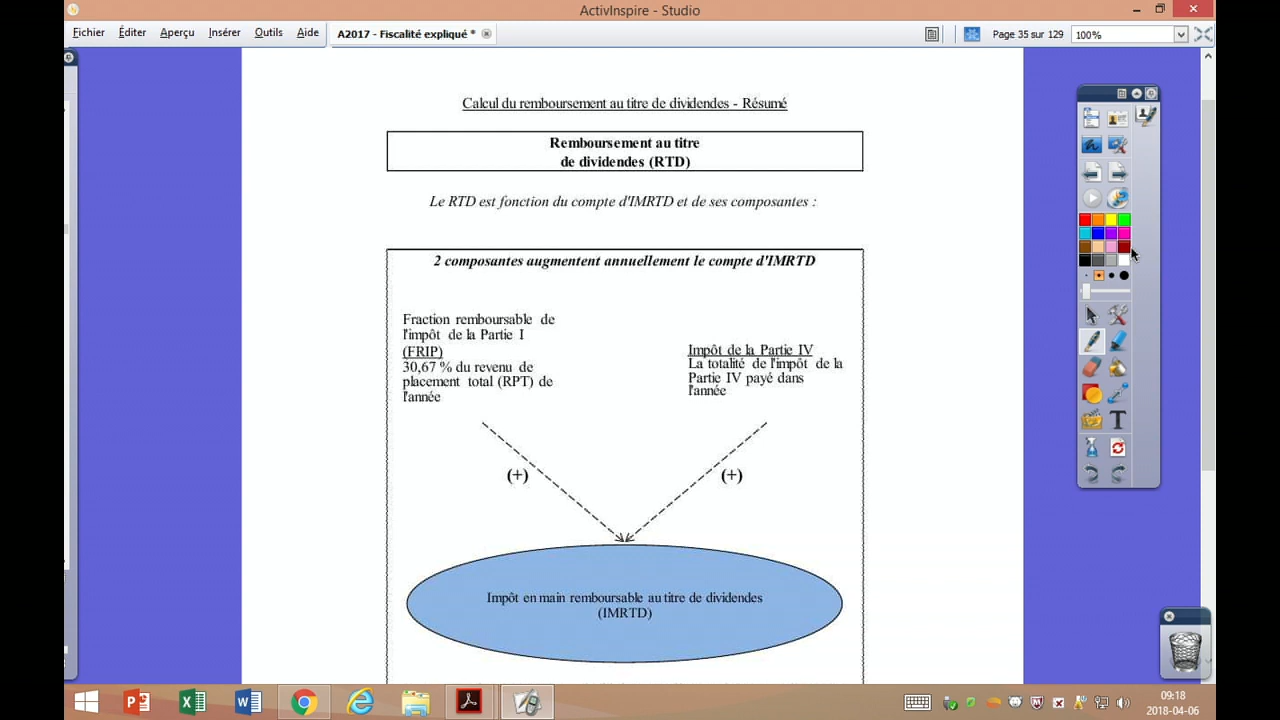 ActivInspire - Studio
Fichier Éditer Aperçu Insérer Outils Aide
A2017 - Fiscalité expliqué *
Page 35 sur 129
100%
Calcul du remboursement au titre de dividendes - Résumé
Remboursement au titre
de dividendes (RTD)
Le RTD est fonction du compte d'IMRTD et de ses composantes :
2 composantes augmentent annuellement le compte d'IMRTD
Fraction remboursable de
l'impôt de la Partie I
(FRIP)
30,67 % du revenu de
placement total (RPT) de
l'année
Impôt de la Partie IV
La totalité de l'impôt de la
Partie IV payé dans
l'année
(+)
(+)
Impôt en main remboursable au titre de dividendes
(IMRTD)
09:18
2018-04-06